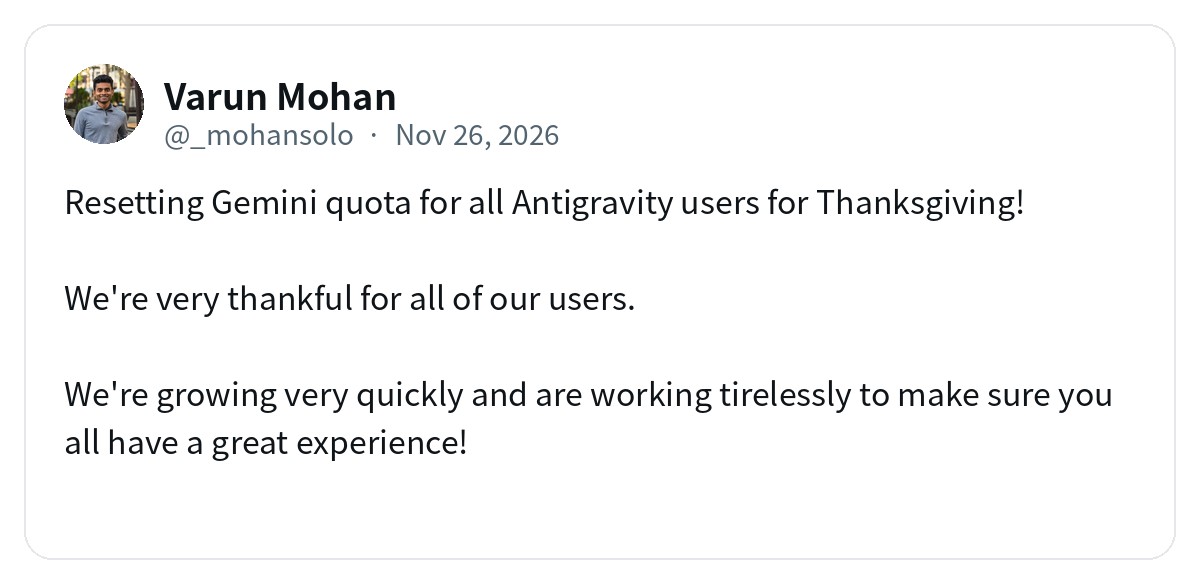 Varun Mohan
@_mohansolo · Nov 26, 2026
Resetting Gemini quota for all Antigravity users for Thanksgiving!
We're very thankful for all of our users.
We're growing very quickly and are working tirelessly to make sure you
all have a great experience!